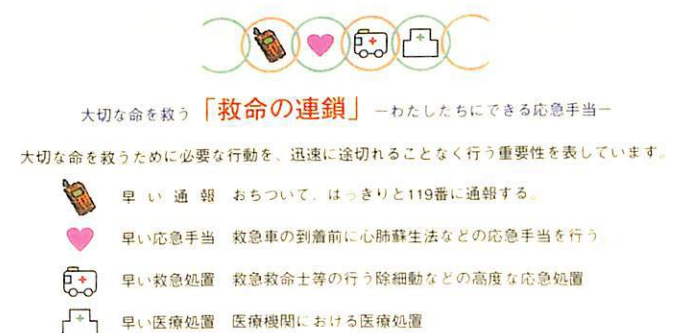 大切な命を救う「救命の連鎖」－わたしたちにできる応急手当－
大切な命を救うために必要な行動を、迅速に途切れることなく行う重要性を表しています。
早い通報 おちついて、はっきりと119番に通報する。
早い応急手当 救急車の到着前に心肺蘇生法などの応急手当を行う。
早い救急処置 救急救命士等の行う除細動などの高度な応急処置
早い医療処置 医療機関における医療処置